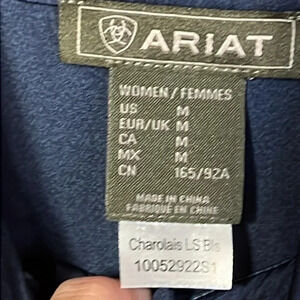 ARIAT
WOMEN / FEMMES
US M
EUR/UK M
CA M
MX M
CN 165/92A
MADE IN CHINA
FABRIQUÉ EN CHINE
Charolais LS Bls
10052922S1